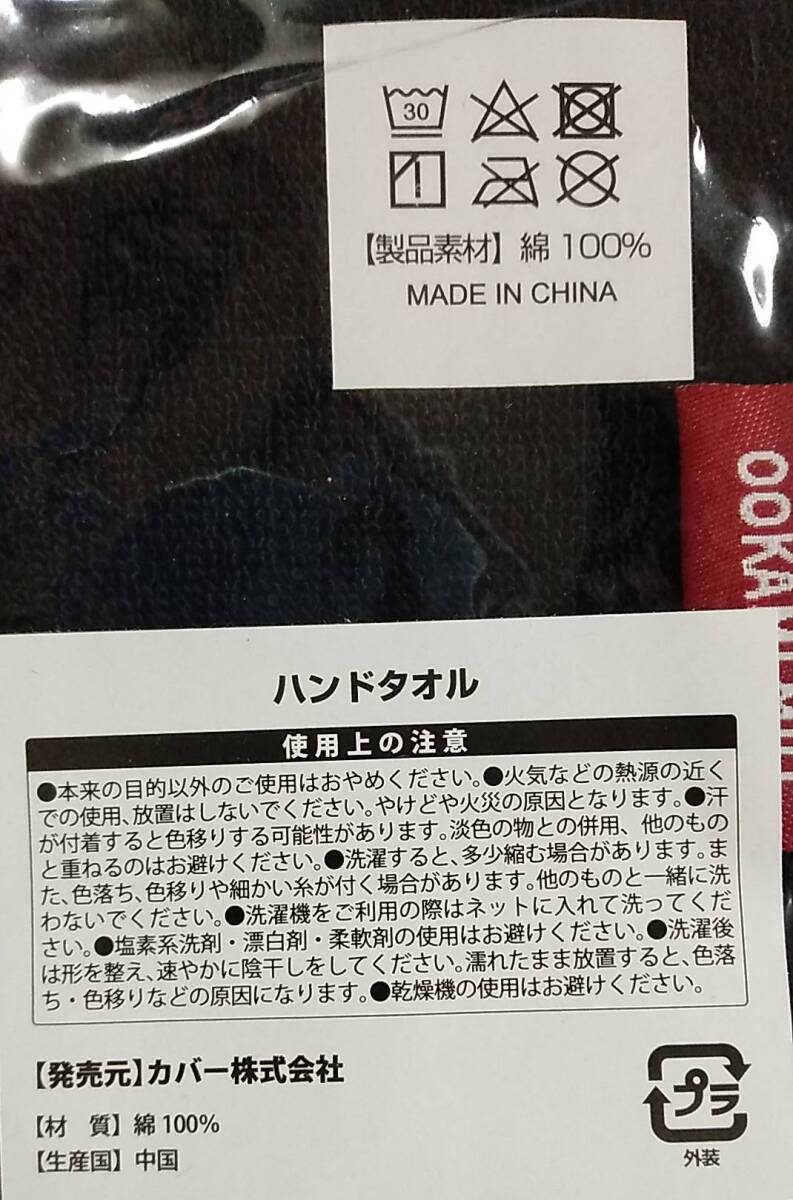 30
【製品素材】綿 100%
MADE IN CHINA
OOKA
ハンドタオル
使用上の注意
●本来の目的以外のご使用はおやめください。●火気などの熱源の近く
での使用、放置はしないでください。やけどや火災の原因となります。●汗
が付着すると色移りする可能性があります。淡色の物との併用、他のもの
と重ねるのはお避けください。●洗濯すると、多少縮む場合があります。ま
た、色落ち、色移りや細かい糸が付く場合があります。他のものと一緒に洗
わないでください。●洗濯機をご利用の際はネットに入れて洗ってくだ
さい。●塩素系洗剤・漂白剤・柔軟剤の使用はお避けください。●洗濯後
は形を整え、速やかに陰干しをしてください。濡れたまま放置すると、色落
ち・色移りなどの原因になります。●乾燥機の使用はお避けください。
【発売元】カバー株式会社
【材　質】綿100%
【生産国】中国
プラ
外装